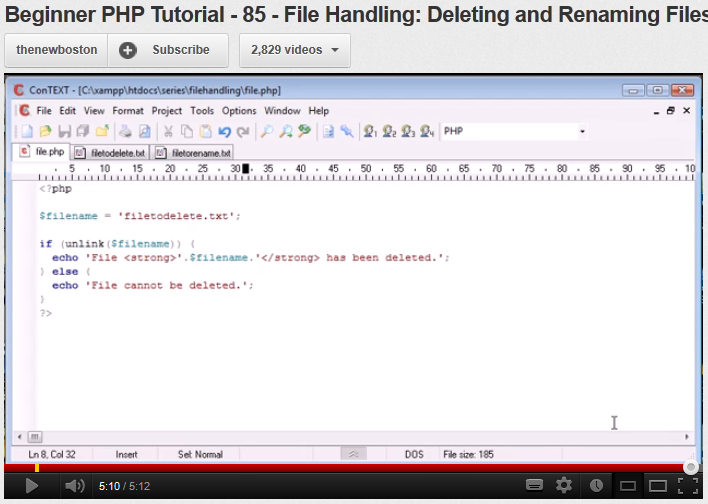 Beginner PHP Tutorial - 85 - File Handling: Deleting and Renaming Files
thenewboston
Subscribe
2,829 videos
ConTEXT - [C:\xampp\htdocs\series\filehandling\file.php]
File Edit View Format Project Tools Options Window Help
PHP
file.php filetodelete.txt filetorename.txt
5 10 15 20 25 30 35 40 45 50 55 60 65 70 75 80 85 90 95 10
<?php
$filename = 'filetodelete.txt';
if (unlink($filename)) {
echo 'File <strong>'.$filename.'</strong> has been deleted.';
} else {
echo 'File cannot be deleted.';
}
?>
Ln 8, Col 32 Insert Sel: Normal DOS File size: 185
5:10 / 5:12